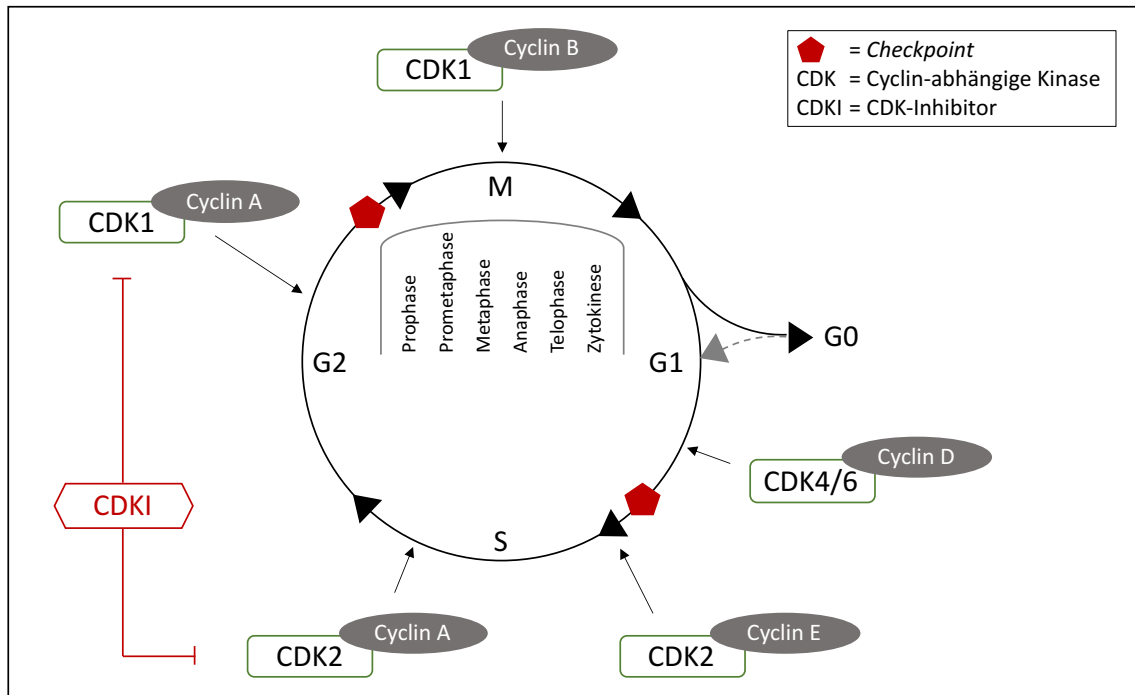 Cyclin B
CDK1
= Checkpoint
CDK = Cyclin-abhängige Kinase
CDKI = CDK-Inhibitor
Cyclin A
CDK1
M
Prophase
Prometaphase
Metaphase
Anaphase
Telophase
Zytokinese
G2
G1
G0
Cyclin D
CDK4/6
CDKI
S
Cyclin A
CDK2
Cyclin E
CDK2